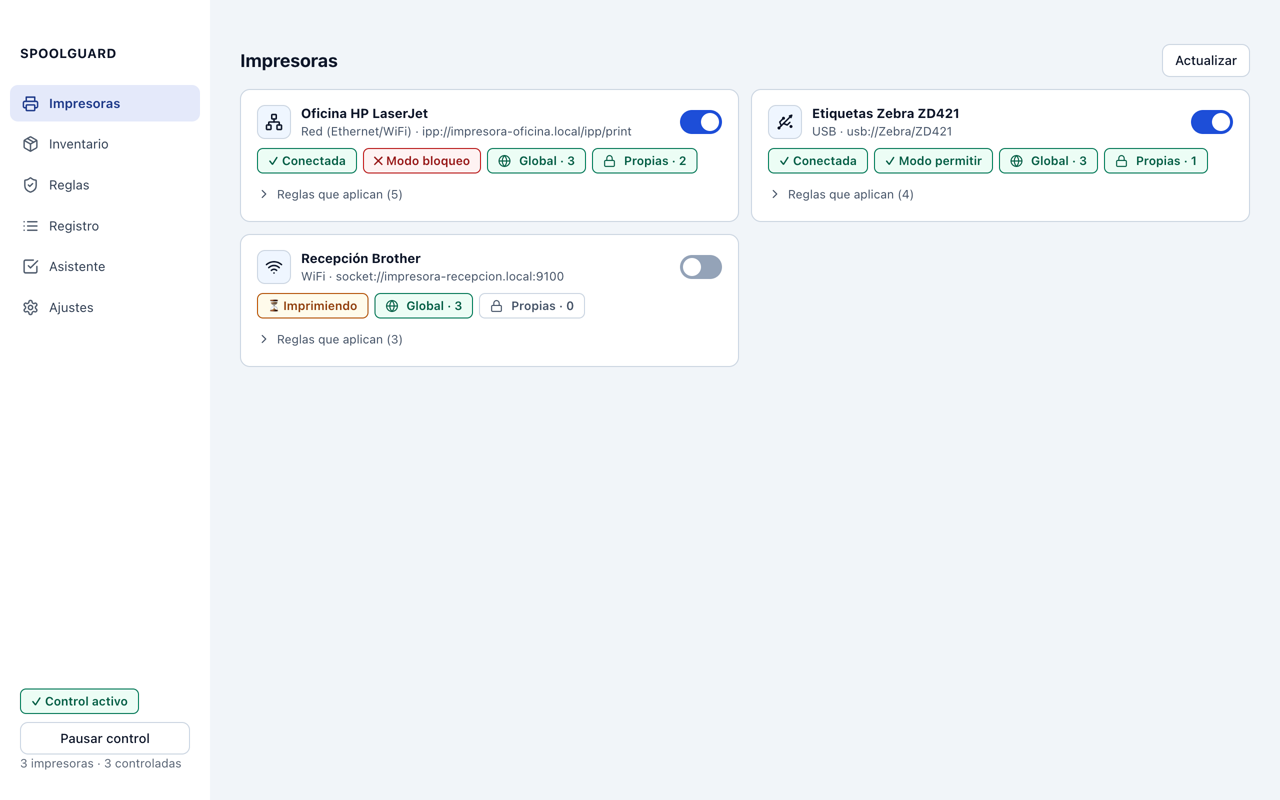 SPOOLGUARD
Impresoras
Inventario
Reglas
Registro
Asistente
Ajustes
✓ Control activo
Pausar control
3 impresoras · 3 controladas
Impresoras
Actualizar
Oficina HP LaserJet
Red (Ethernet/WiFi) · ipp://impresora-oficina.local/ipp/print
✓ Conectada ✕ Modo bloqueo Global · 3 Propias · 2
Reglas que aplican (5)
Etiquetas Zebra ZD421
USB · usb://Zebra/ZD421
✓ Conectada ✓ Modo permitir Global · 3 Propias · 1
Reglas que aplican (4)
Recepción Brother
WiFi · socket://impresora-recepcion.local:9100
⏳ Imprimiendo Global · 3 Propias · 0
Reglas que aplican (3)